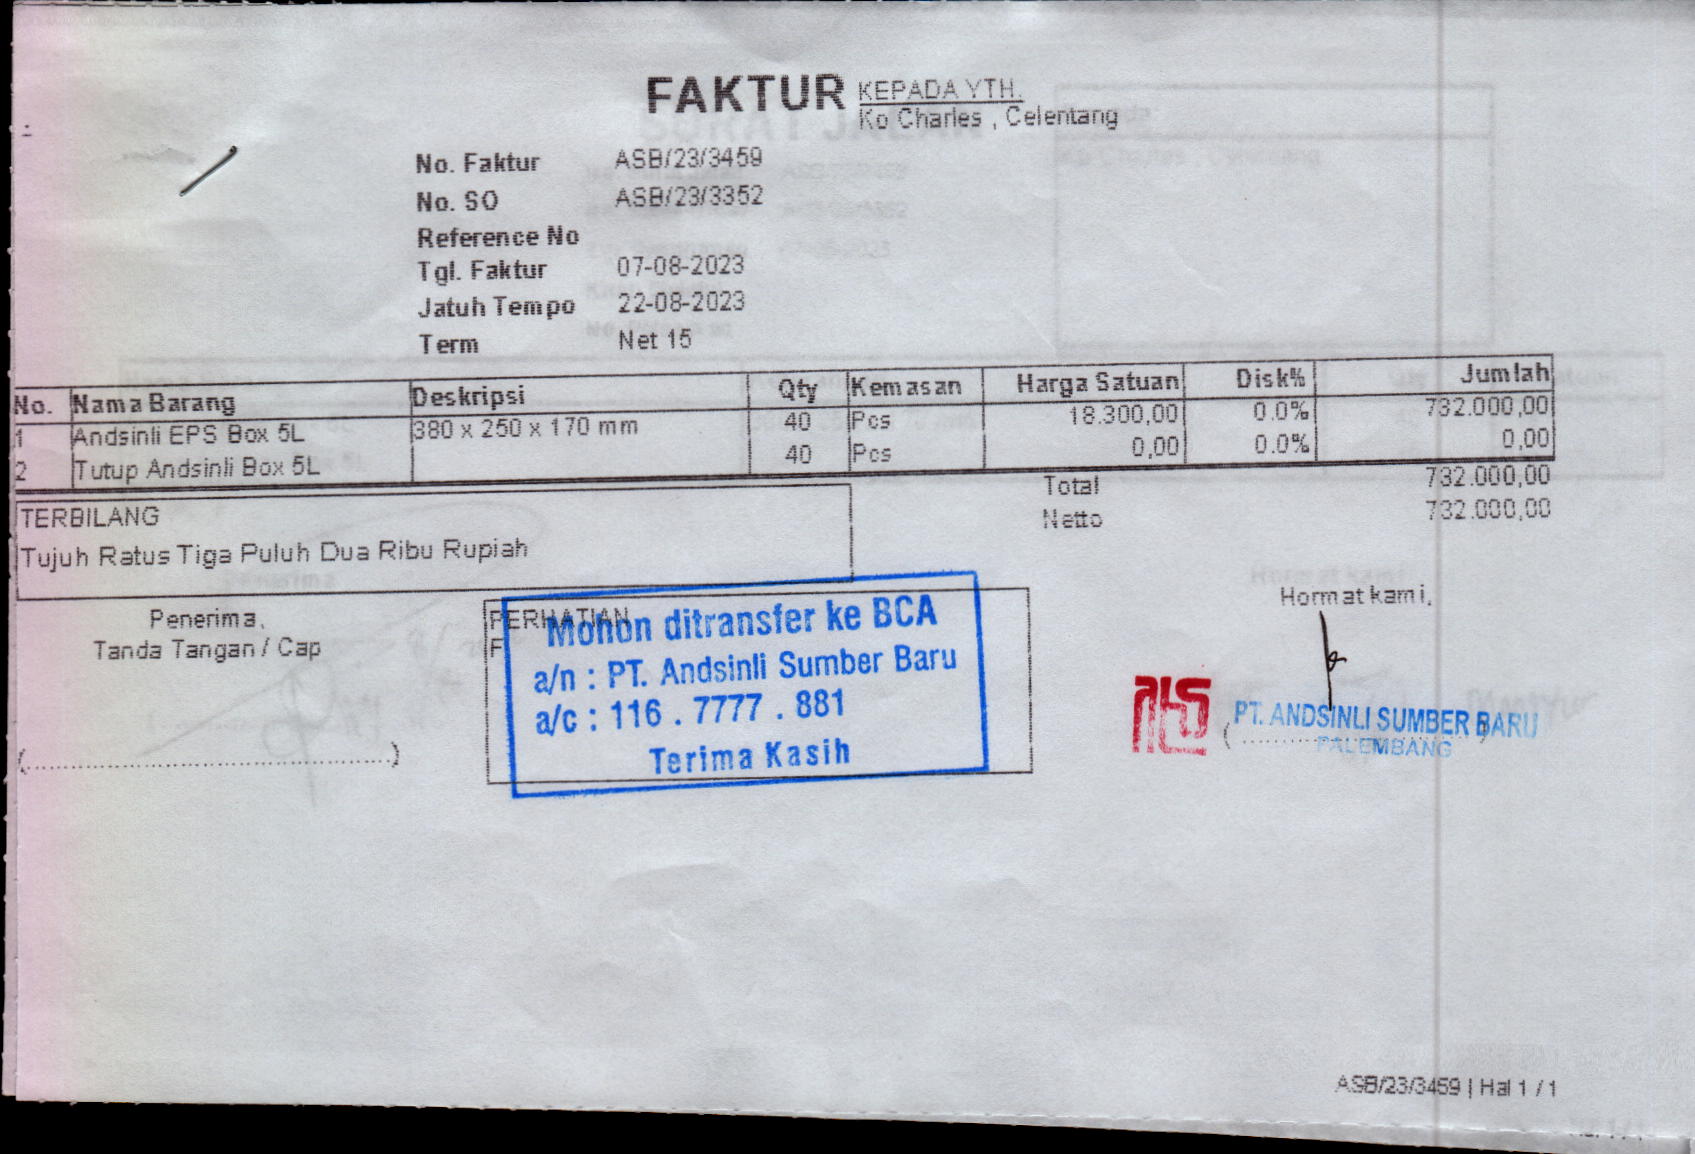 FAKTUR
KEPADA YTH.
Ko Charles , Celentang
No. Faktur ASB/23/3459
No. SO ASB/23/3352
Reference No
Tgl. Faktur 07-08-2023
Jatuh Tempo 22-08-2023
Term Net 15
No. Nama Barang Deskripsi Qty Kemasan Harga Satuan Disk% Jumlah
1 Andsinli EPS Box 5L 380 x 250 x 170 mm 40 Pcs 18.300,00 0.0% 732.000,00
2 Tutup Andsinli Box 5L 40 Pcs 0,00 0.0% 0,00
Total 732.000,00
Netto 732.000,00
TERBILANG
Tujuh Ratus Tiga Puluh Dua Ribu Rupiah
Penerima,
Tanda Tangan / Cap
PERHATIAN
Mohon ditransfer ke BCA
a/n : PT. Andsinli Sumber Baru
a/c : 116 . 7777 . 881
Terima Kasih
Hormat kami,
PT. ANDSINLI SUMBER BARU
PALEMBANG
ASB/23/3459 | Hal 1 / 1